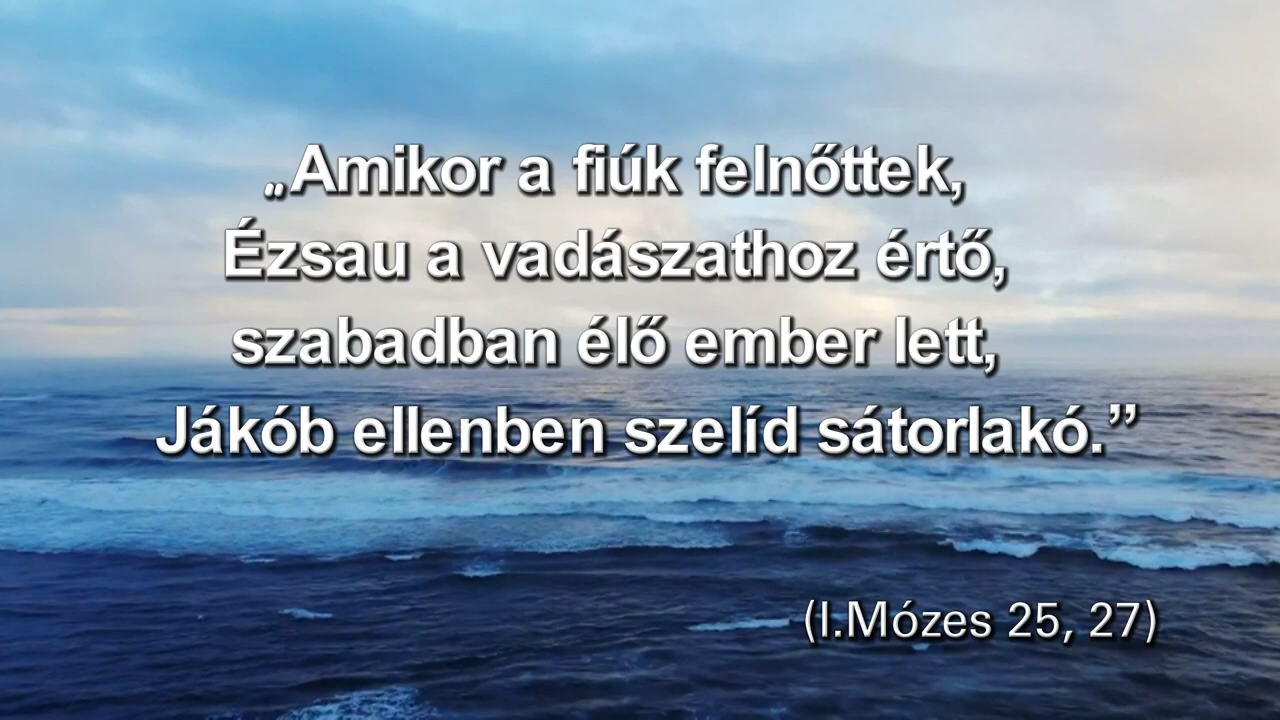 „Amikor a fiúk felnőttek,
Ézsau a vadászathoz értő,
szabadban élő ember lett,
Jákób ellenben szelíd sátorlakó.”
(I.Mózes 25, 27)